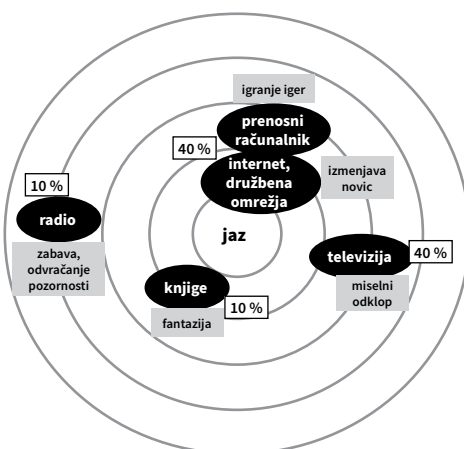 igranje iger
prenosni
računalnik
40 %
internet,
družbena
omrežja
izmenjava
novic
10 %
radio
zabava,
odvračanje
pozornosti
jaz
televizija
40 %
miselni
odklop
knjige
10 %
fantazija